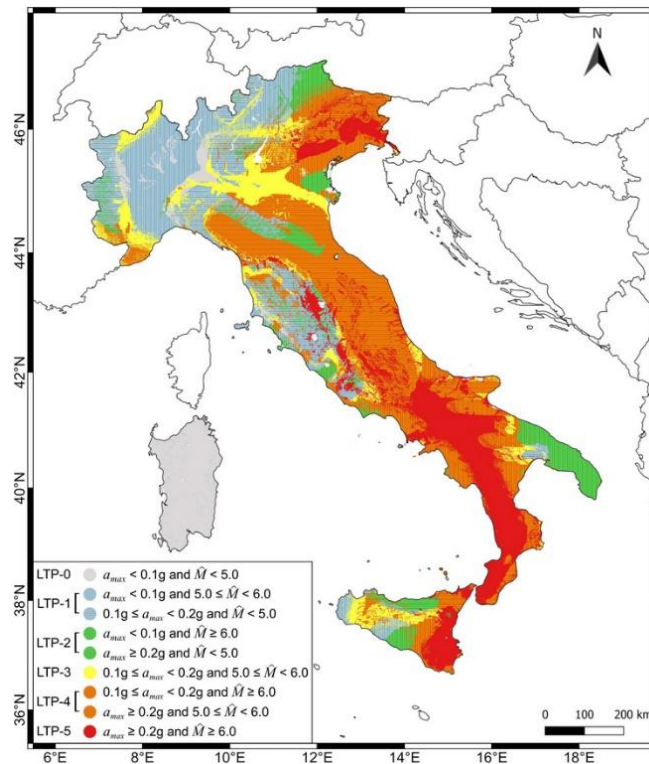 N
46°N
44°N
42°N
40°N
38°N
36°N
LTP-0 a_max < 0.1g and M̂ < 5.0
LTP-1 [ a_max < 0.1g and 5.0 ≤ M̂ < 6.0
0.1g ≤ a_max < 0.2g and M̂ < 5.0
LTP-2 [ a_max < 0.1g and M̂ ≥ 6.0
a_max ≥ 0.2g and M̂ < 5.0
LTP-3 0.1g ≤ a_max < 0.2g and 5.0 ≤ M̂ < 6.0
LTP-4 [ 0.1g ≤ a_max < 0.2g and M̂ ≥ 6.0
a_max ≥ 0.2g and 5.0 ≤ M̂ < 6.0
LTP-5 a_max ≥ 0.2g and M̂ ≥ 6.0
0 100 200 km
6°E 8°E 10°E 12°E 14°E 16°E 18°E